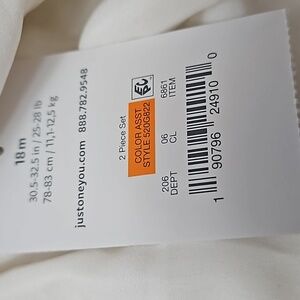 18 m
30.5-32.5 in / 25-28 lb
78-83 cm / 11,1-12,5 kg
justoneyou.com 888.782.9548
2 Piece Set
COLOR ASST
STYLE 520G822
206 06 6861
DEPT CL ITEM
1 90796 24910 0